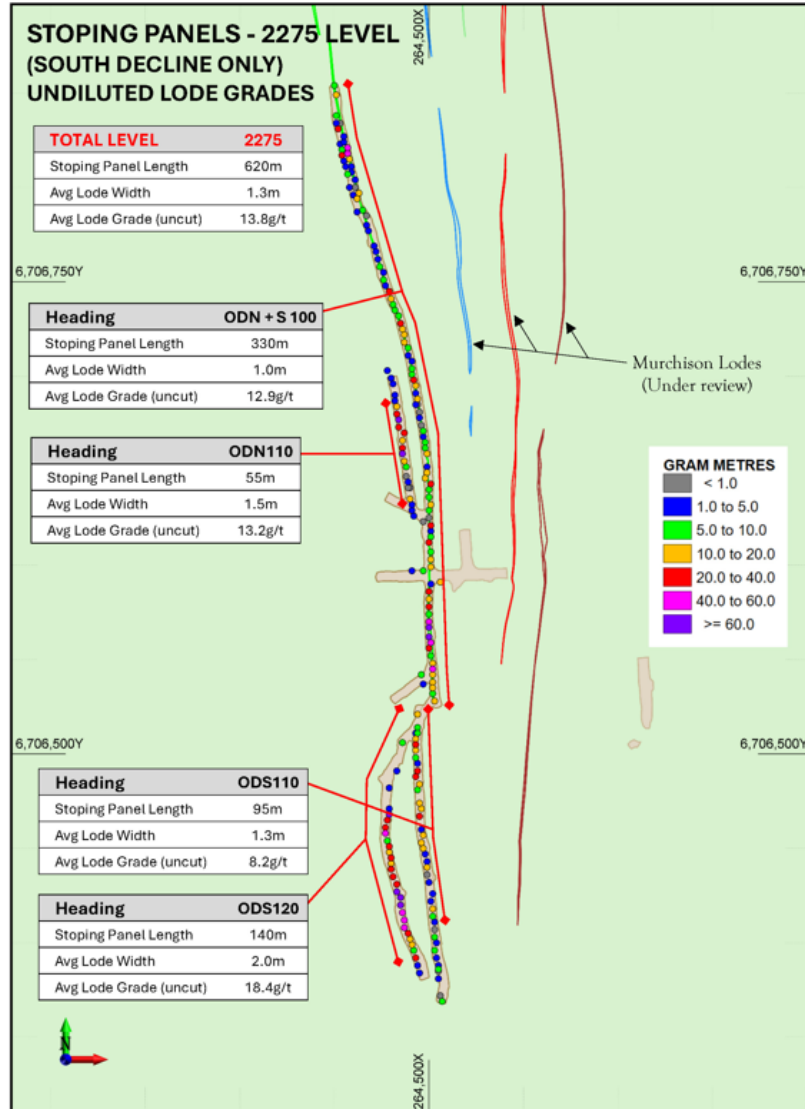 STOPING PANELS - 2275 LEVEL
(SOUTH DECLINE ONLY)
UNDILUTED LODE GRADES
264,500X
TOTAL LEVEL 2275
Stoping Panel Length 620m
Avg Lode Width 1.3m
Avg Lode Grade (uncut) 13.8g/t
6,706,750Y 6,706,750Y
Heading ODN + S 100
Stoping Panel Length 330m
Avg Lode Width 1.0m
Avg Lode Grade (uncut) 12.9g/t
Murchison Lodes
(Under review)
Heading ODN110
Stoping Panel Length 55m
Avg Lode Width 1.5m
Avg Lode Grade (uncut) 13.2g/t
GRAM METRES
< 1.0
1.0 to 5.0
5.0 to 10.0
10.0 to 20.0
20.0 to 40.0
40.0 to 60.0
>= 60.0
6,706,500Y 6,706,500Y
Heading ODS110
Stoping Panel Length 95m
Avg Lode Width 1.3m
Avg Lode Grade (uncut) 8.2g/t
Heading ODS120
Stoping Panel Length 140m
Avg Lode Width 2.0m
Avg Lode Grade (uncut) 18.4g/t
N
264,500X